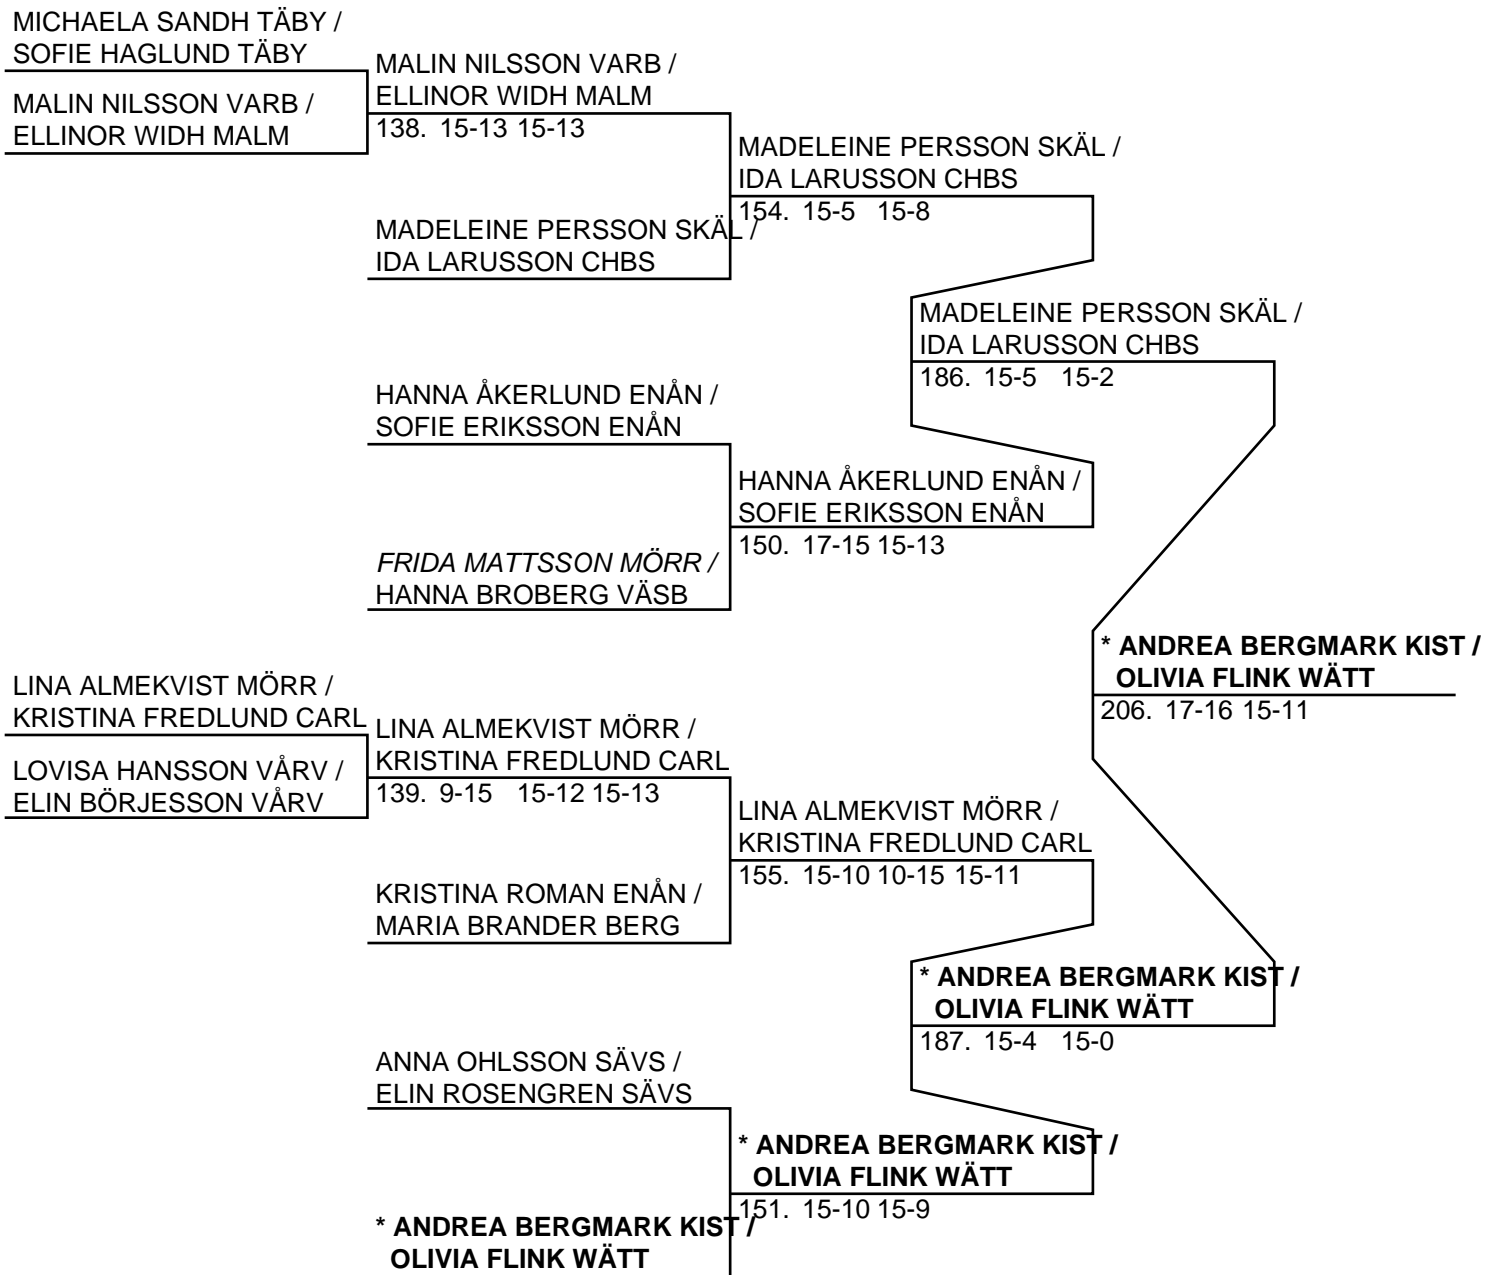 MICHAELA SANDH TÄBY /
SOFIE HAGLUND TÄBY
MALIN NILSSON VARB /
ELLINOR WIDH MALM
MALIN NILSSON VARB /
ELLINOR WIDH MALM
138. 15-13 15-13
MADELEINE PERSSON SKÄL /
IDA LARUSSON CHBS
MADELEINE PERSSON SKÄL /
IDA LARUSSON CHBS
154. 15-5 15-8
MADELEINE PERSSON SKÄL /
IDA LARUSSON CHBS
186. 15-5 15-2
HANNA ÅKERLUND ENÅN /
SOFIE ERIKSSON ENÅN
HANNA ÅKERLUND ENÅN /
SOFIE ERIKSSON ENÅN
150. 17-15 15-13
FRIDA MATTSSON MÖRR /
HANNA BROBERG VÄSB
* ANDREA BERGMARK KIST /
OLIVIA FLINK WÄTT
206. 17-16 15-11
LINA ALMEKVIST MÖRR /
KRISTINA FREDLUND CARL
LOVISA HANSSON VÅRV /
ELIN BÖRJESSON VÅRV
LINA ALMEKVIST MÖRR /
KRISTINA FREDLUND CARL
139. 9-15 15-12 15-13
LINA ALMEKVIST MÖRR /
KRISTINA FREDLUND CARL
155. 15-10 10-15 15-11
KRISTINA ROMAN ENÅN /
MARIA BRANDER BERG
* ANDREA BERGMARK KIST /
OLIVIA FLINK WÄTT
187. 15-4 15-0
ANNA OHLSSON SÄVS /
ELIN ROSENGREN SÄVS
* ANDREA BERGMARK KIST /
OLIVIA FLINK WÄTT
151. 15-10 15-9
* ANDREA BERGMARK KIST /
OLIVIA FLINK WÄTT